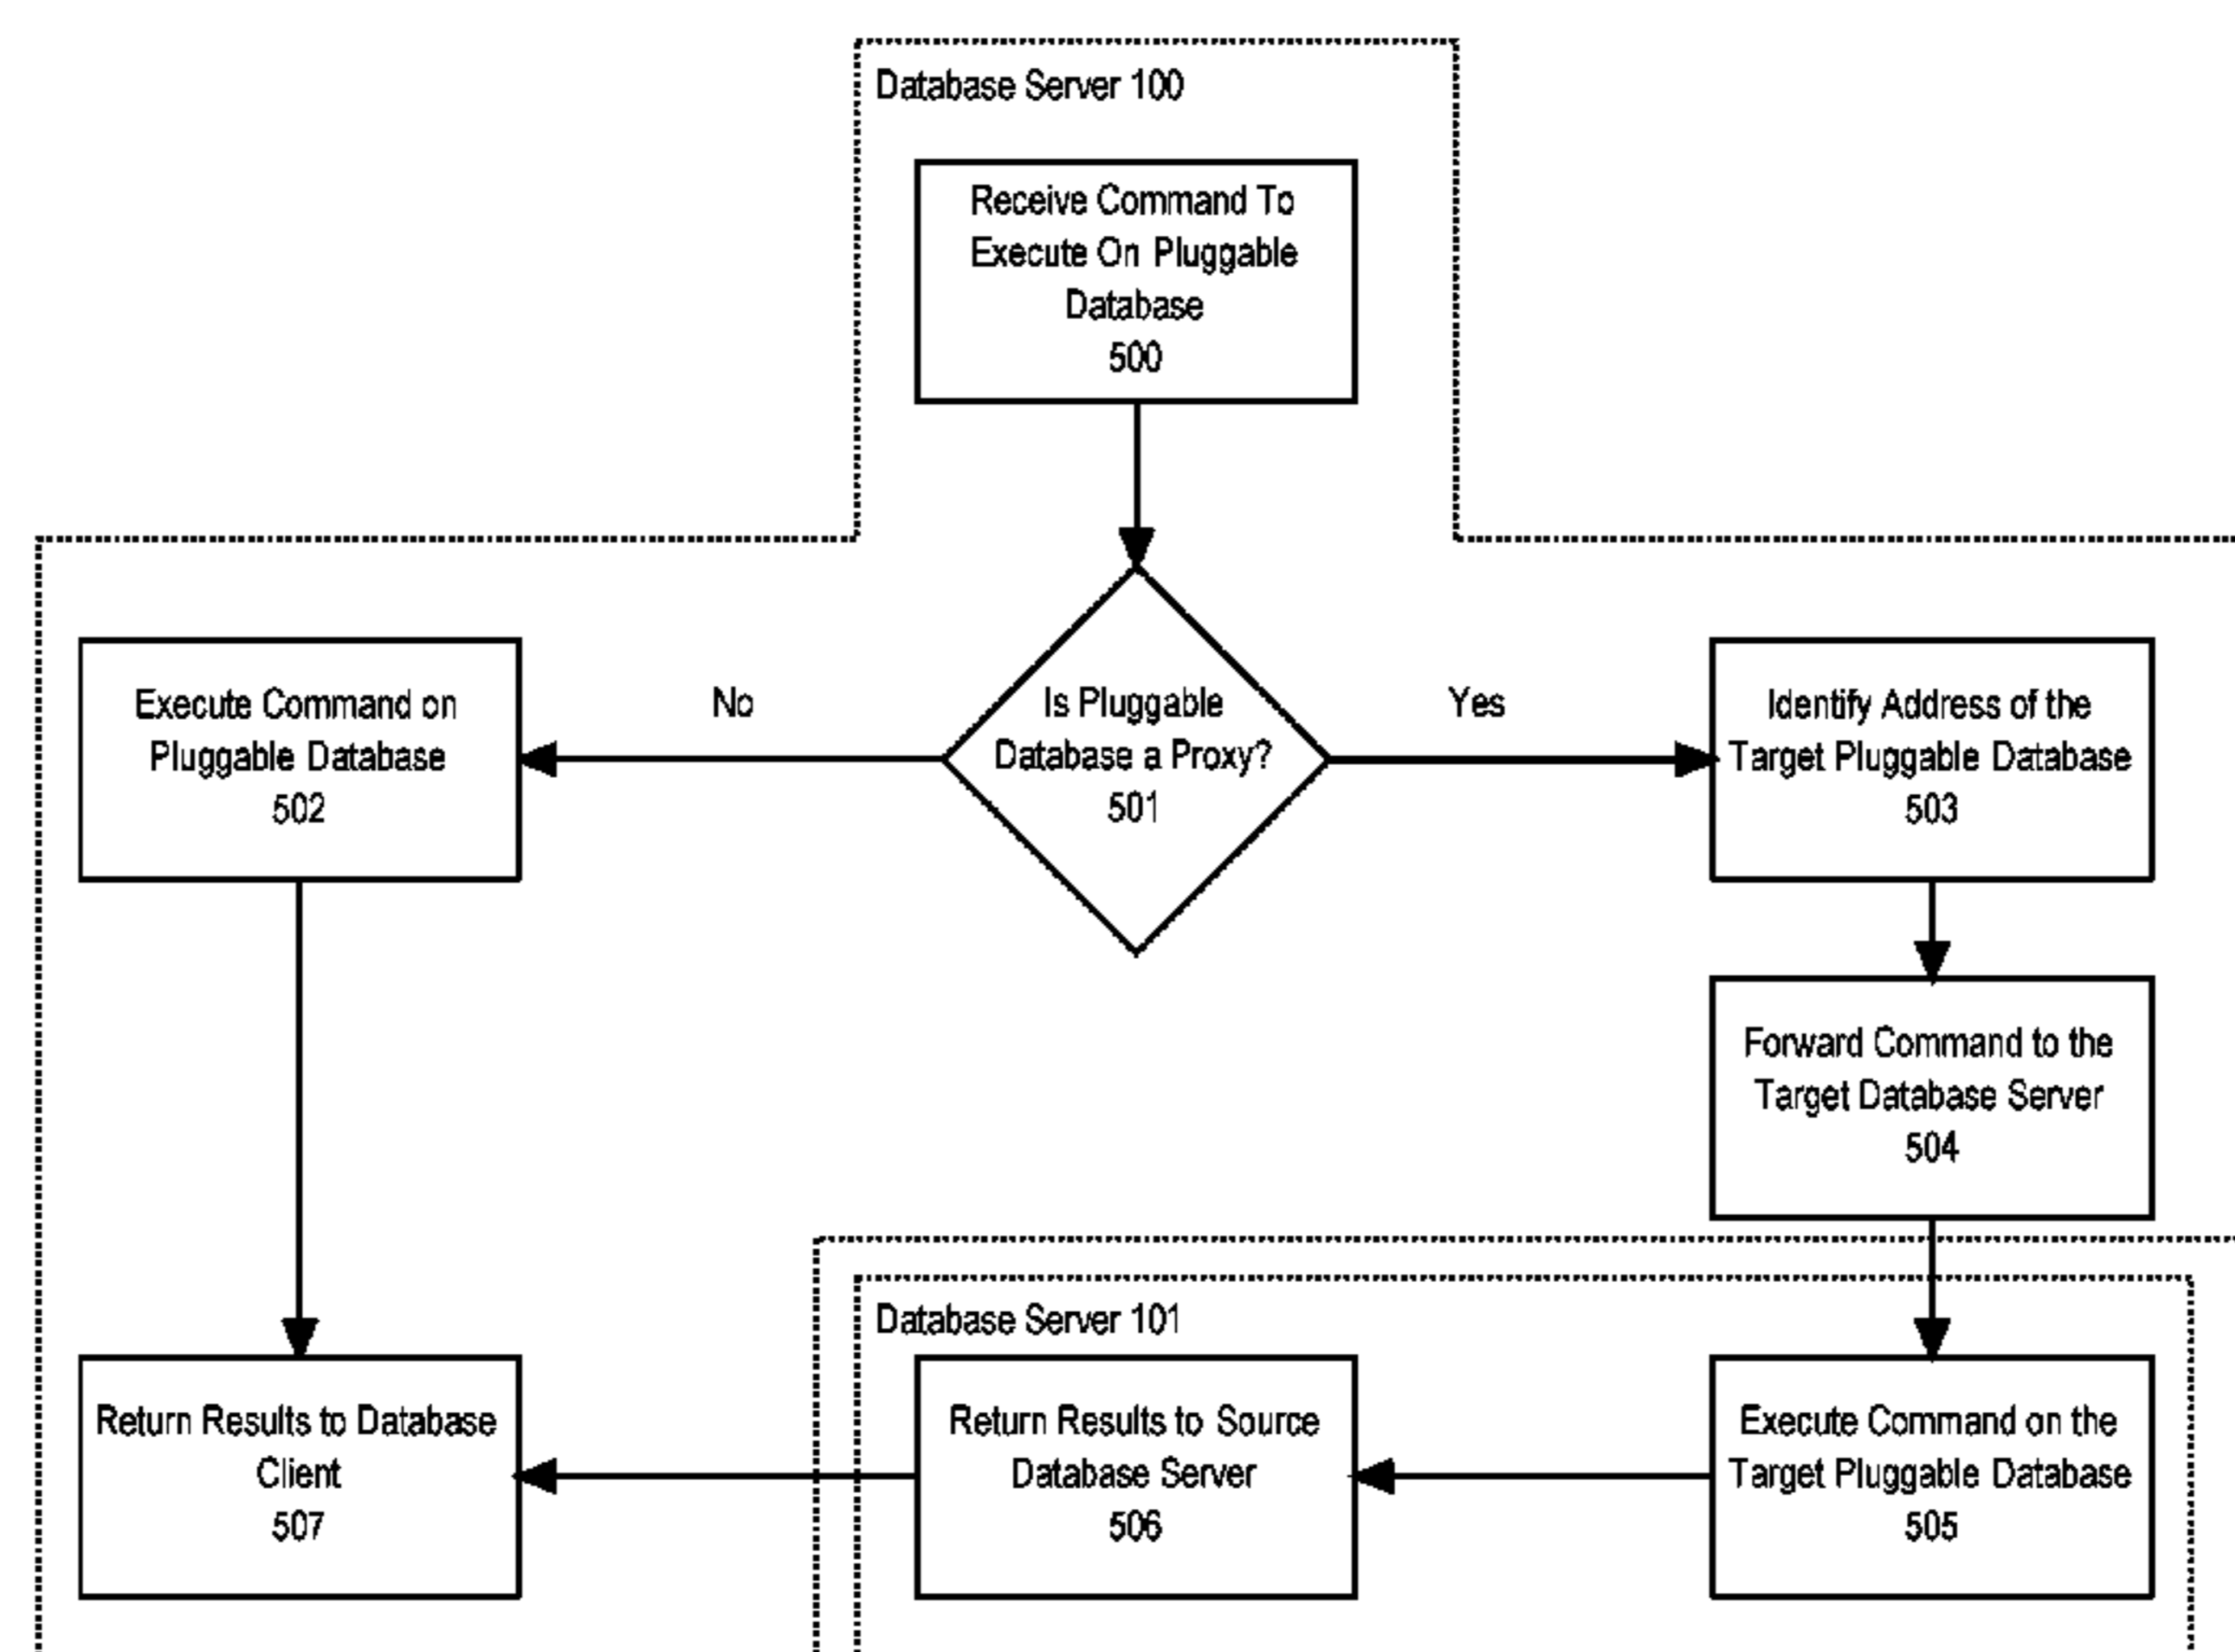 Database Server 100
Receive Command To
Execute On Pluggable
Database
500
Execute Command on
Pluggable Database
502
No
Is Pluggable
Database a Proxy?
501
Yes
Identify Address of the
Target Pluggable Database
503
Forward Command to the
Target Database Server
504
Database Server 101
Return Results to Database
Client
507
Return Results to Source
Database Server
506
Execute Command on the
Target Pluggable Database
505